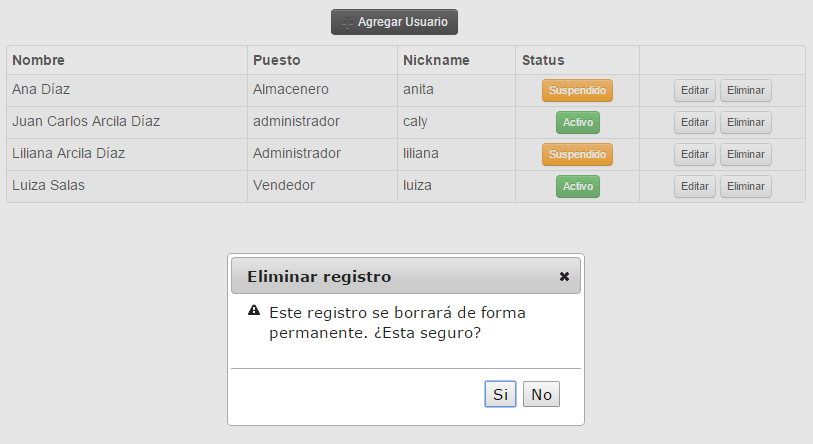 Agregar Usuario
Nombre Puesto Nickname Status
Ana Díaz Almacenero anita Suspendido Editar Eliminar
Juan Carlos Arcila Díaz administrador caly Activo Editar Eliminar
Liliana Arcila Díaz Administrador liliana Suspendido Editar Eliminar
Luiza Salas Vendedor luiza Activo Editar Eliminar
Eliminar registro
Este registro se borrará de forma
permanente. ¿Esta seguro?
Si No